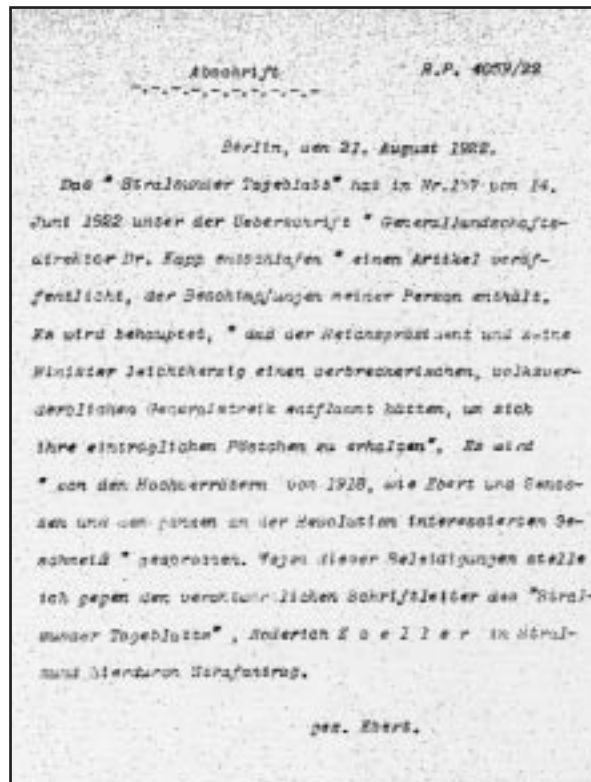 Abschrift R.P. 4059/22
Berlin, den 21. August 1922.
Das " Stralsunder Tageblatt" hat in Nr.137 von 14.
Juni 1922 unter der Ueberschrift " Generallandschafts-
direktor Dr. Kapp entschlafen " einen Artikel veröf-
fentlicht, der Beschimpfungen meiner Person enthält.
Es wird behauptet, " daß der Reichspräsident und seine
Minister leichtherzig einen verbrecherischen, volksver-
derblichen Generalstreik entflammt hätten, um sich
ihre einträglichen Pöstchen zu erhalten". Es wird
" von den Hochverrätern von 1918, wie Ebert und Genos-
sen und dem ganzen an der Revolution interessierten Ge-
schmeiß " gesprochen. Wegen dieser Beleidigungen stelle
ich gegen den verantwortlichen Schriftleiter des "Stral-
sunder Tageblatts", Roderich K o e l l e r in Stral-
sund hierdurch Strafantrag.
gez. Ebert.